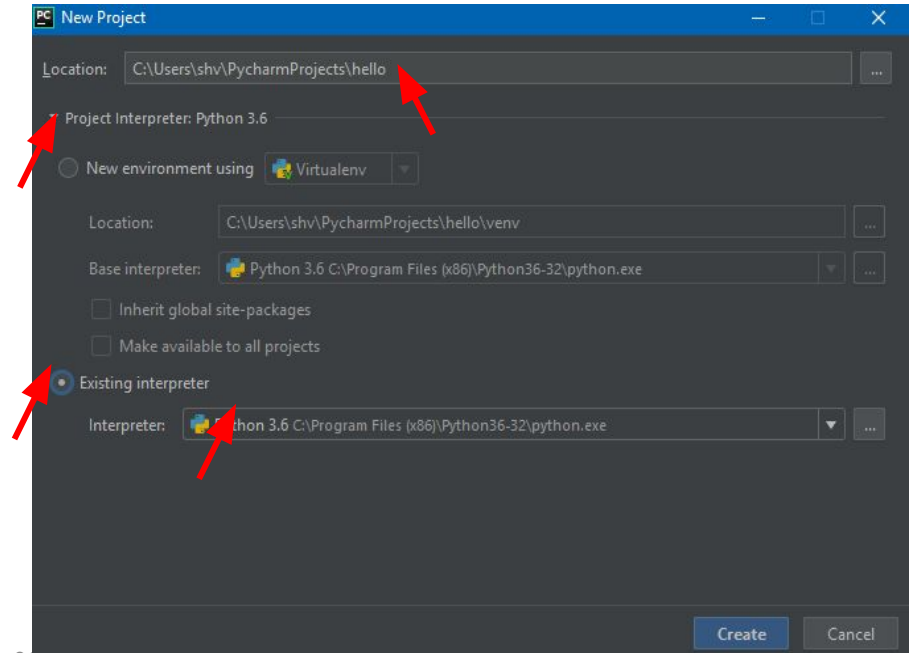 PC New Project
Location: C:\Users\shv\PycharmProjects\hello ...
Project Interpreter: Python 3.6
New environment using Virtualenv
Location: C:\Users\shv\PycharmProjects\hello\venv ...
Base interpreter: Python 3.6 C:\Program Files (x86)\Python36-32\python.exe ...
Inherit global site-packages
Make available to all projects
Existing interpreter
Interpreter: Python 3.6 C:\Program Files (x86)\Python36-32\python.exe ...
Create Cancel